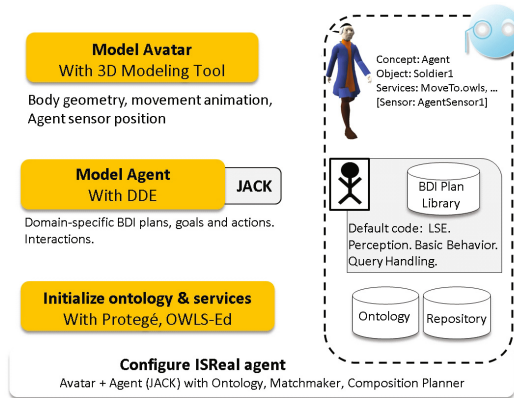 Model Avatar
With 3D Modeling Tool
Body geometry, movement animation,
Agent sensor position
Concept: Agent
Object: Soldier1
Services: MoveTo.owls, ...
[Sensor: AgentSensor1]
Model Agent
With DDE
JACK
Domain-specific BDI plans, goals and actions.
Interactions.
BDI Plan
Library
Default code: LSE.
Perception. Basic Behavior.
Query Handling.
Initialize ontology & services
With Protegé, OWLS-Ed
Ontology
Repository
Configure ISReal agent
Avatar + Agent (JACK) with Ontology, Matchmaker, Composition Planner